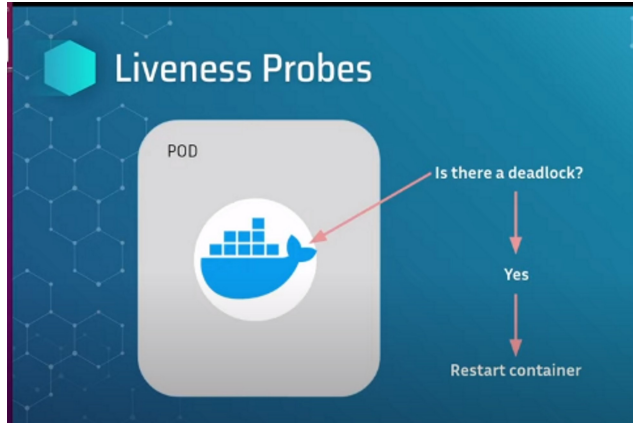 Liveness Probes
POD
Is there a deadlock?
Yes
Restart container